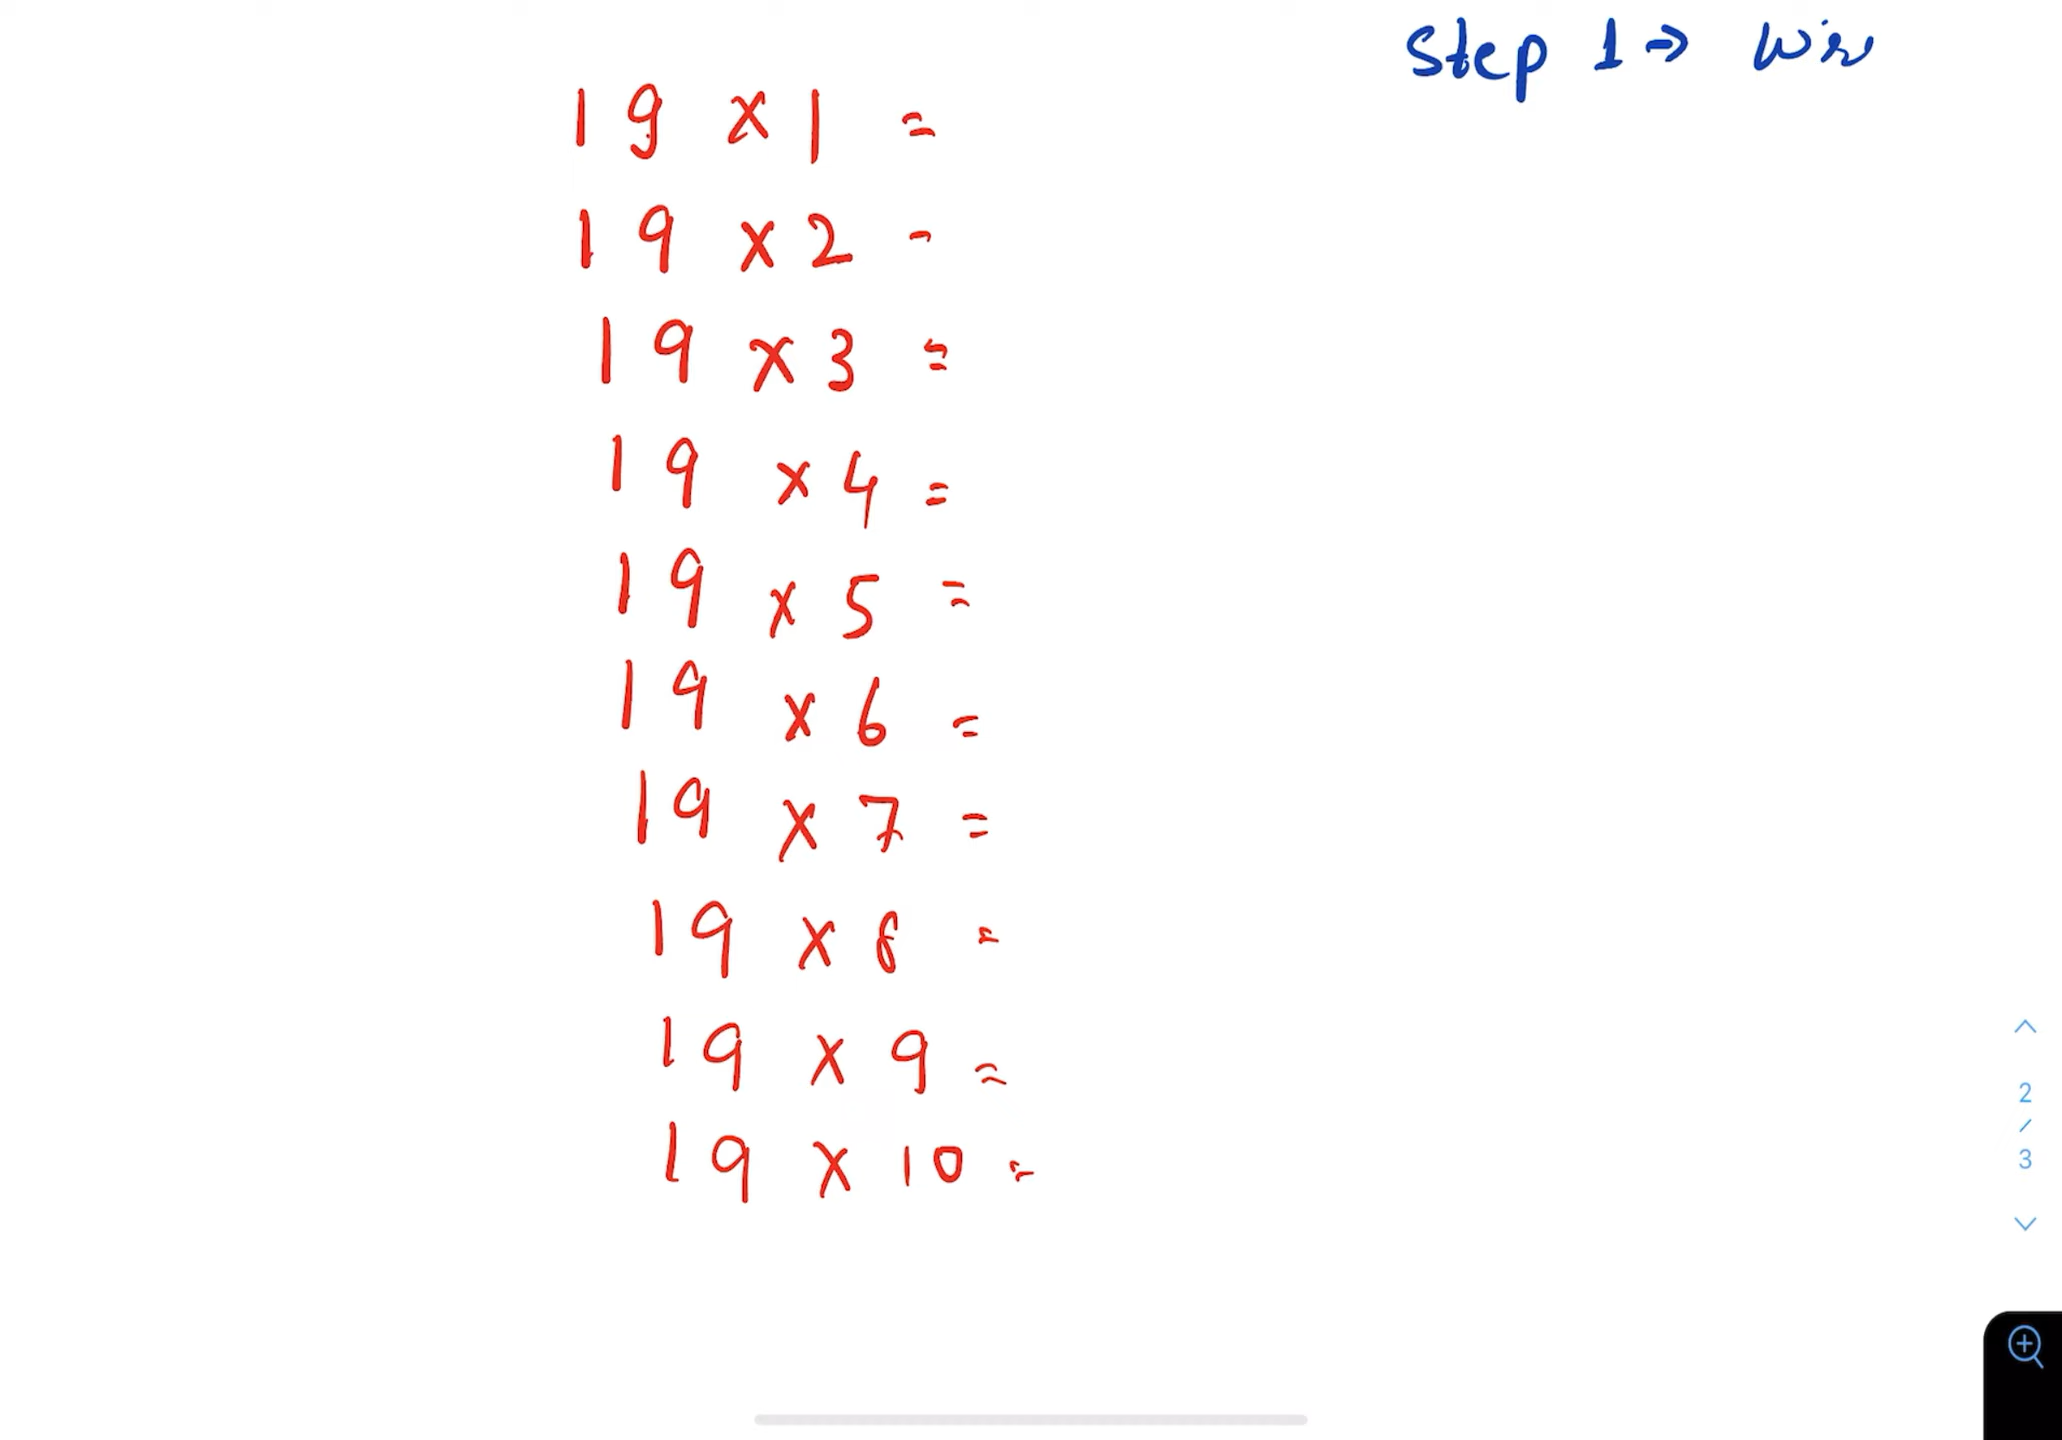 Step 1 → Wri
19 × 1 =
19 × 2 -
19 × 3 =
19 × 4 =
19 × 5 =
19 × 6 =
19 × 7 =
19 × 8 =
19 × 9 =
19 × 10 =
2
/
3